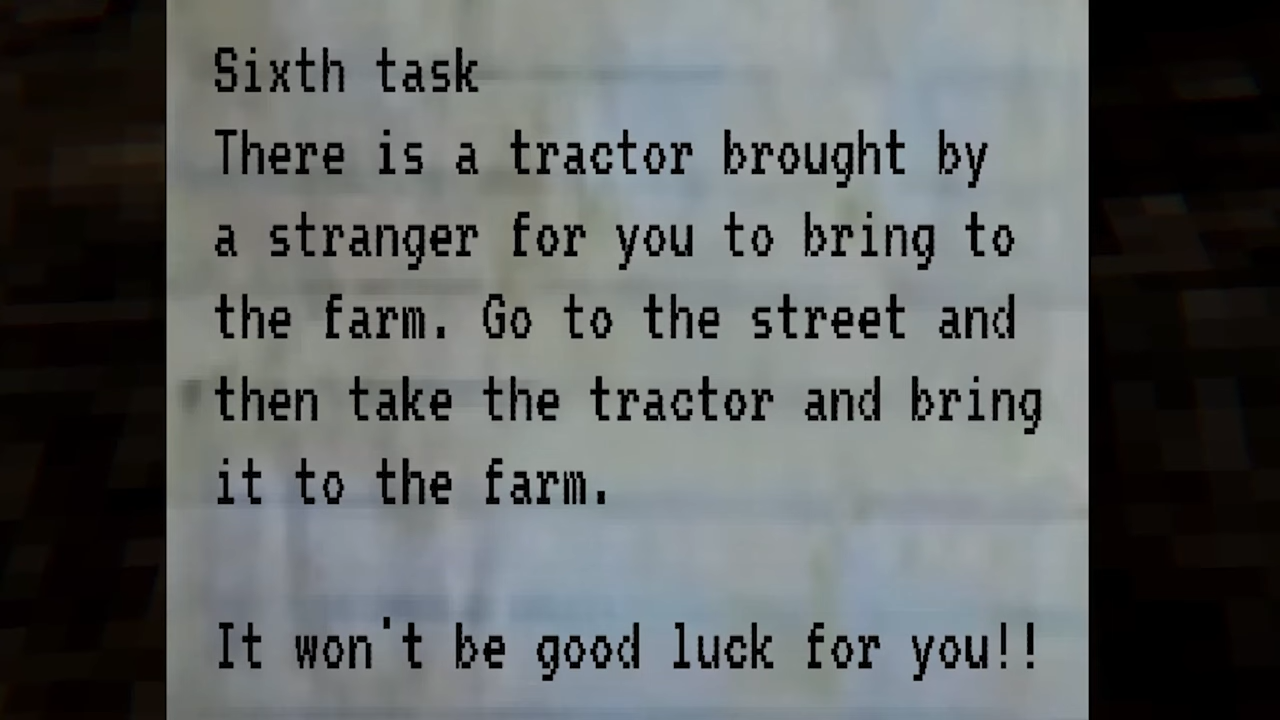 Sixth task
There is a tractor brought by
a stranger for you to bring to
the farm. Go to the street and
then take the tractor and bring
it to the farm.
It won't be good luck for you!!